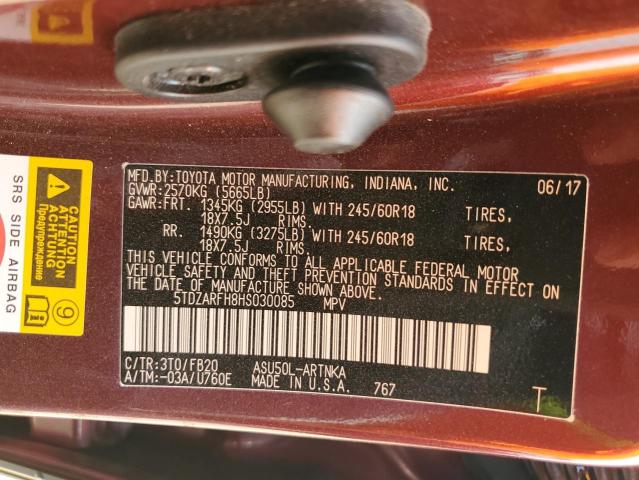 MFD.BY:TOYOTA MOTOR MANUFACTURING, INDIANA, INC. 06/17
GVWR:2570KG (5665LB)
GAWR:FRT. 1345KG (2955LB) WITH 245/60R18 TIRES,
18X7.5J RIMS.
RR. 1490KG (3275LB) WITH 245/60R18 TIRES,
18X7.5J RIMS.
THIS VEHICLE CONFORMS TO ALL APPLICABLE FEDERAL MOTOR
VEHICLE SAFETY AND THEFT PREVENTION STANDARDS IN EFFECT ON
THE DATE OF MANUFACTURE SHOWN ABOVE.
5TDZARFH8HS030085 MPV
C/TR:3T0/FB20 ASU50L-ARTNKA
A/TM:-03A/U760E MADE IN U.S.A. 767
T
CAUTION
ATTENTION
ACHTUNG
Предупреждение
9
SRS SIDE AIRBAG